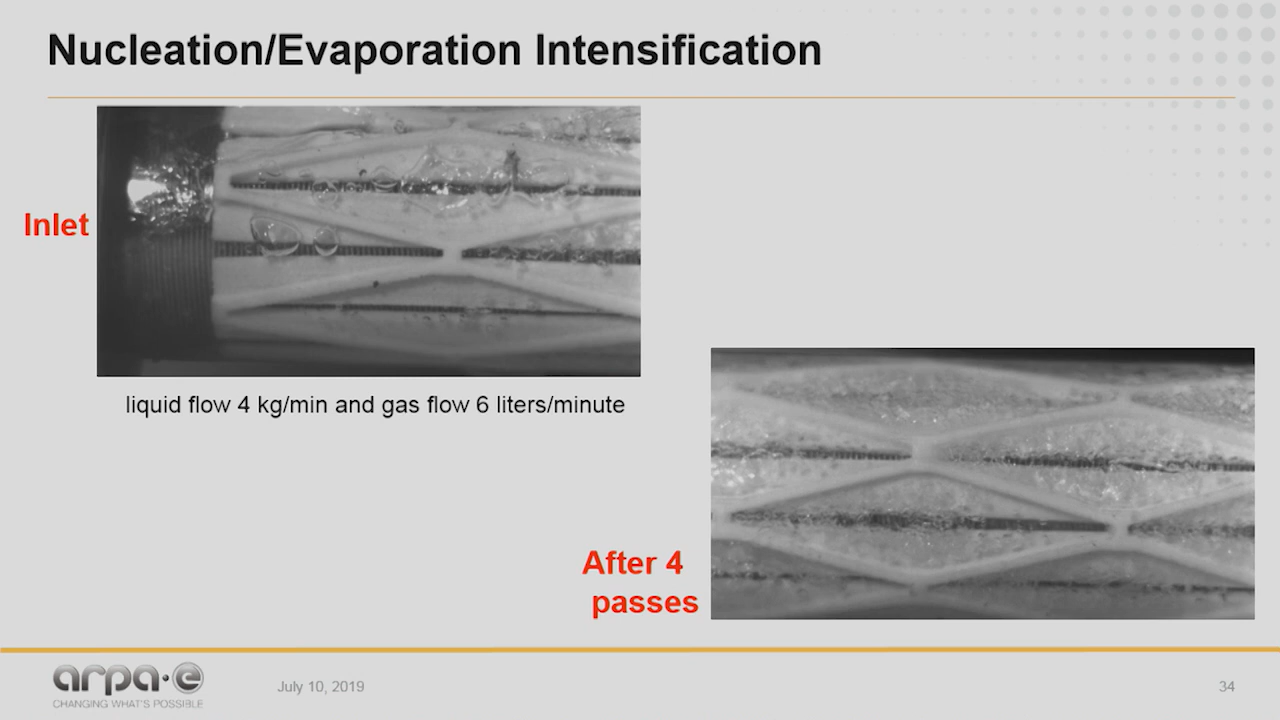 Nucleation/Evaporation Intensification
Inlet
liquid flow 4 kg/min and gas flow 6 liters/minute
After 4
passes
arpa·e
CHANGING WHAT'S POSSIBLE
July 10, 2019
34